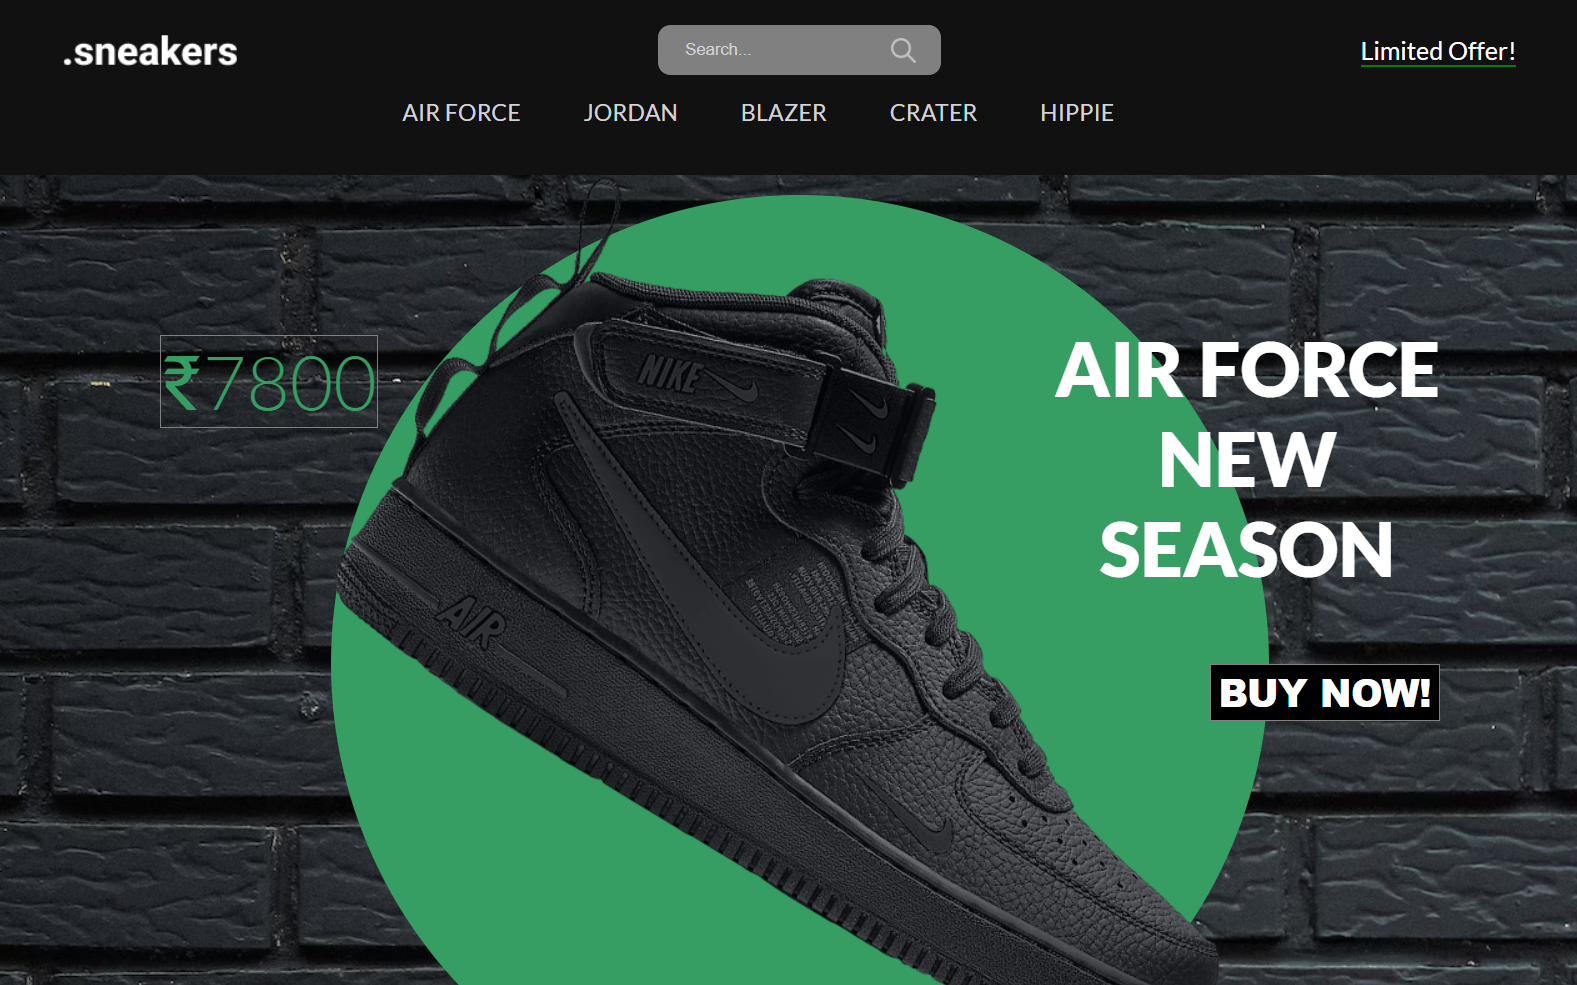 .sneakers
Search...
Limited Offer!
AIR FORCE
JORDAN
BLAZER
CRATER
HIPPIE
₹7800
AIR FORCE
NEW
SEASON
BUY NOW!
NIKE
AIR